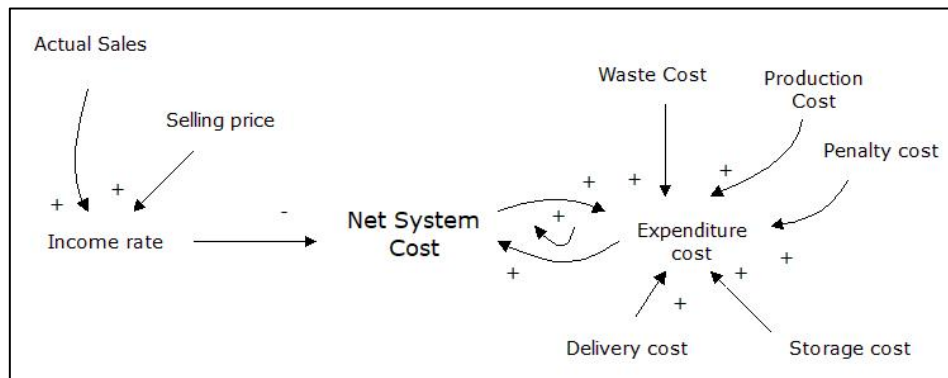 Actual Sales
Waste Cost
Production
Cost
Selling price
Penalty cost
+
+
+
+
+
+
-
Net System
Cost
+
Income rate
Expenditure
cost
+
+
+
+
Delivery cost
Storage cost